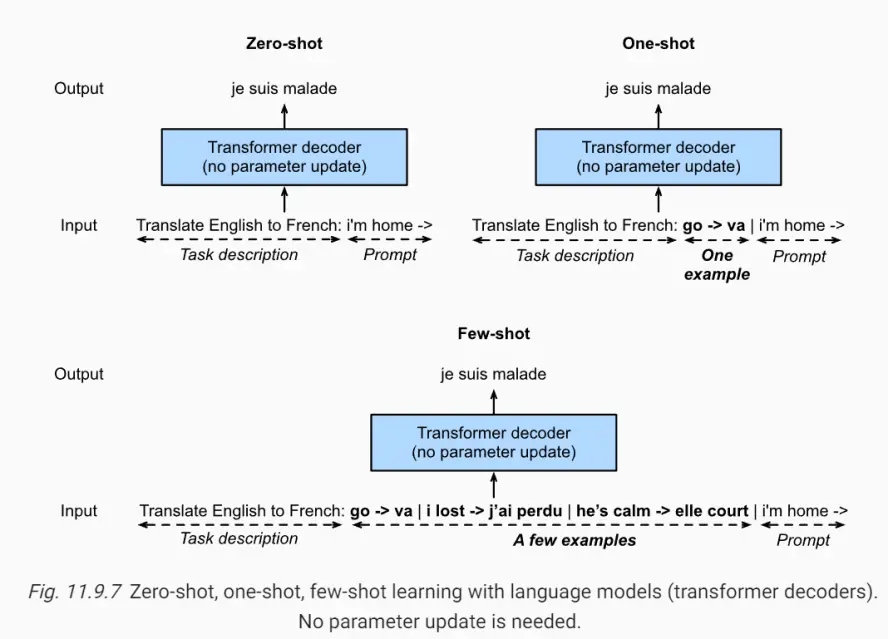 Zero-shot
One-shot
Output
je suis malade
je suis malade
Transformer decoder
(no parameter update)
Transformer decoder
(no parameter update)
Input
Translate English to French: i'm home ->
Translate English to French: go -> va | i'm home ->
Task description
Prompt
Task description
One
example
Prompt
Few-shot
Output
je suis malade
Transformer decoder
(no parameter update)
Input
Translate English to French: go -> va | i lost -> j’ai perdu | he’s calm -> elle court | i'm home ->
Task description
A few examples
Prompt
Fig. 11.9.7 Zero-shot, one-shot, few-shot learning with language models (transformer decoders).
No parameter update is needed.